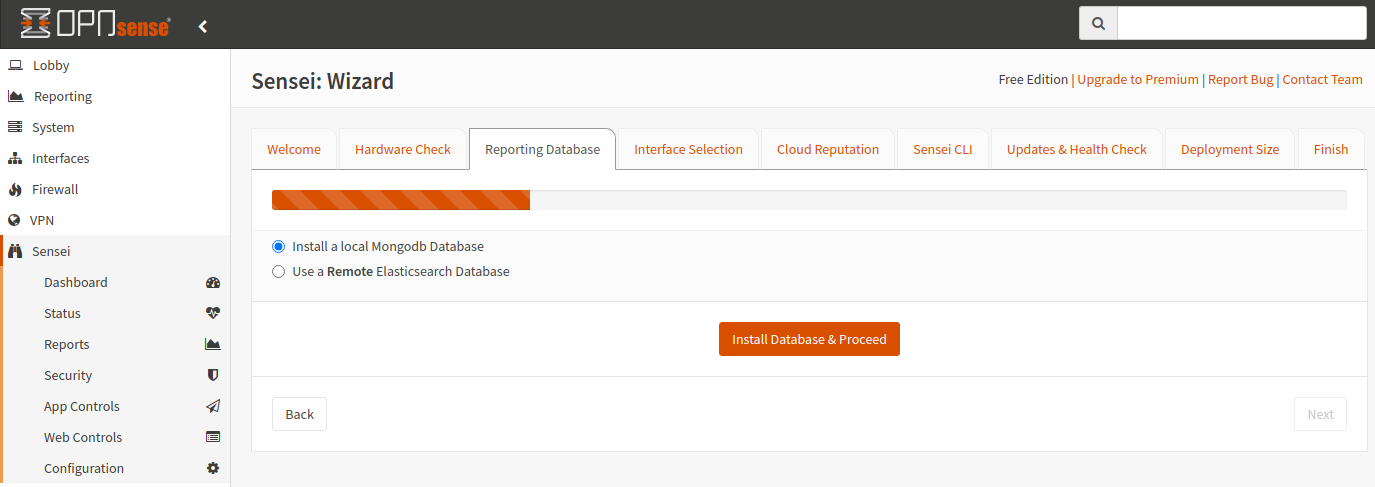 OPNsense®
Lobby
Reporting
System
Interfaces
Firewall
VPN
Sensei
Dashboard
Status
Reports
Security
App Controls
Web Controls
Configuration
Sensei: Wizard
Free Edition | Upgrade to Premium | Report Bug | Contact Team
Welcome
Hardware Check
Reporting Database
Interface Selection
Cloud Reputation
Sensei CLI
Updates & Health Check
Deployment Size
Finish
Install a local Mongodb Database
Use a Remote Elasticsearch Database
Install Database & Proceed
Back
Next